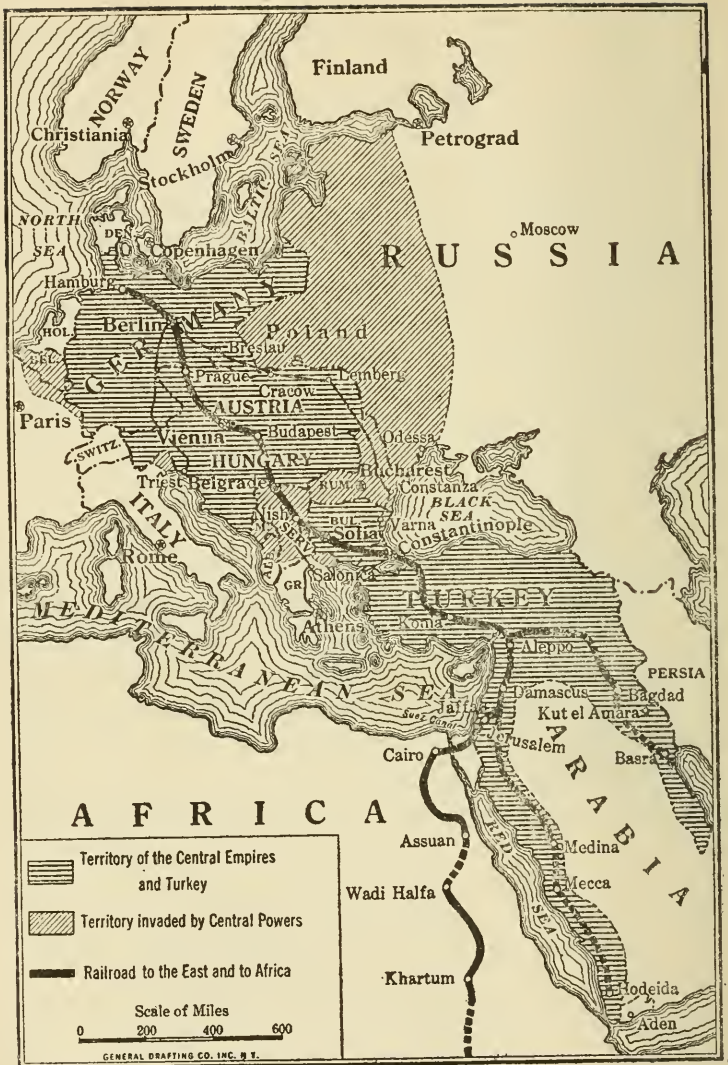 Finland
NORWAY
SWEDEN
Christiania
Stockholm
Petrograd
BALTIC SEA
NORTH
SEA
DEN.
Copenhagen
Moscow
RUSSIA
Hamburg
Berlin
GERMANY
HOL.
BEL.
Poland
Breslau
Prague
Lemberg
Cracow
Paris
AUSTRIA
Vienna
Budapest
SWITZ.
HUNGARY
Odessa
Triest
Belgrade
Bucharest
RUM.
Constanza
ITALY
Nish
SERV.
BUL.
Sofia
Varna
BLACK
SEA
Constantinople
Rome
AL.
GR.
Salonica
TURKEY
Athens
Konia
MEDITERRANEAN SEA
Aleppo
PERSIA
Damascus
Bagdad
Jaffa
Kut el Amara
Suez Canal
Jerusalem
Cairo
Basra
ARABIA
AFRICA
Assuan
RED
SEA
Medina
Mecca
Wadi Halfa
Khartum
Hodeida
Aden
Territory of the Central Empires
and Turkey
Territory invaded by Central Powers
Railroad to the East and to Africa
Scale of Miles
0 200 400 600
GENERAL DRAFTING CO. INC. N.Y.